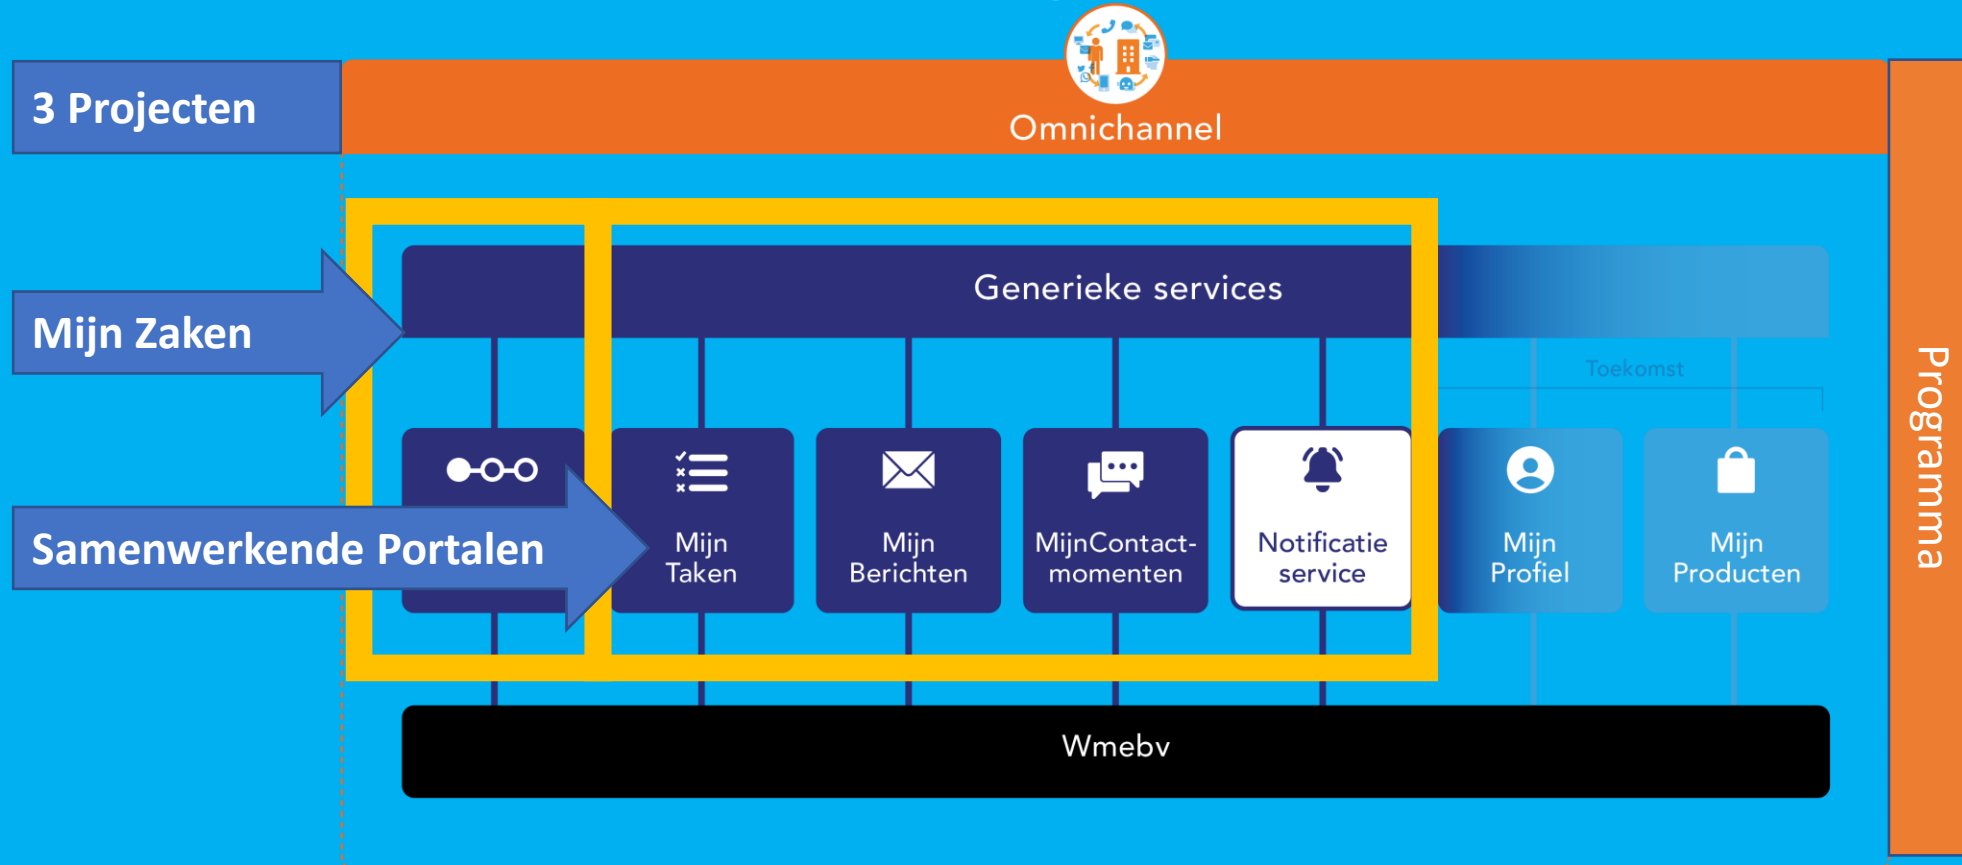 3 Projecten
Omnichannel
Generieke services
Mijn Zaken
Toekomst
Programma
Samenwerkende Portalen
Mijn
Taken
Mijn
Berichten
MijnContact-
momenten
Notificatie
service
Mijn
Profiel
Mijn
Producten
Wmebv